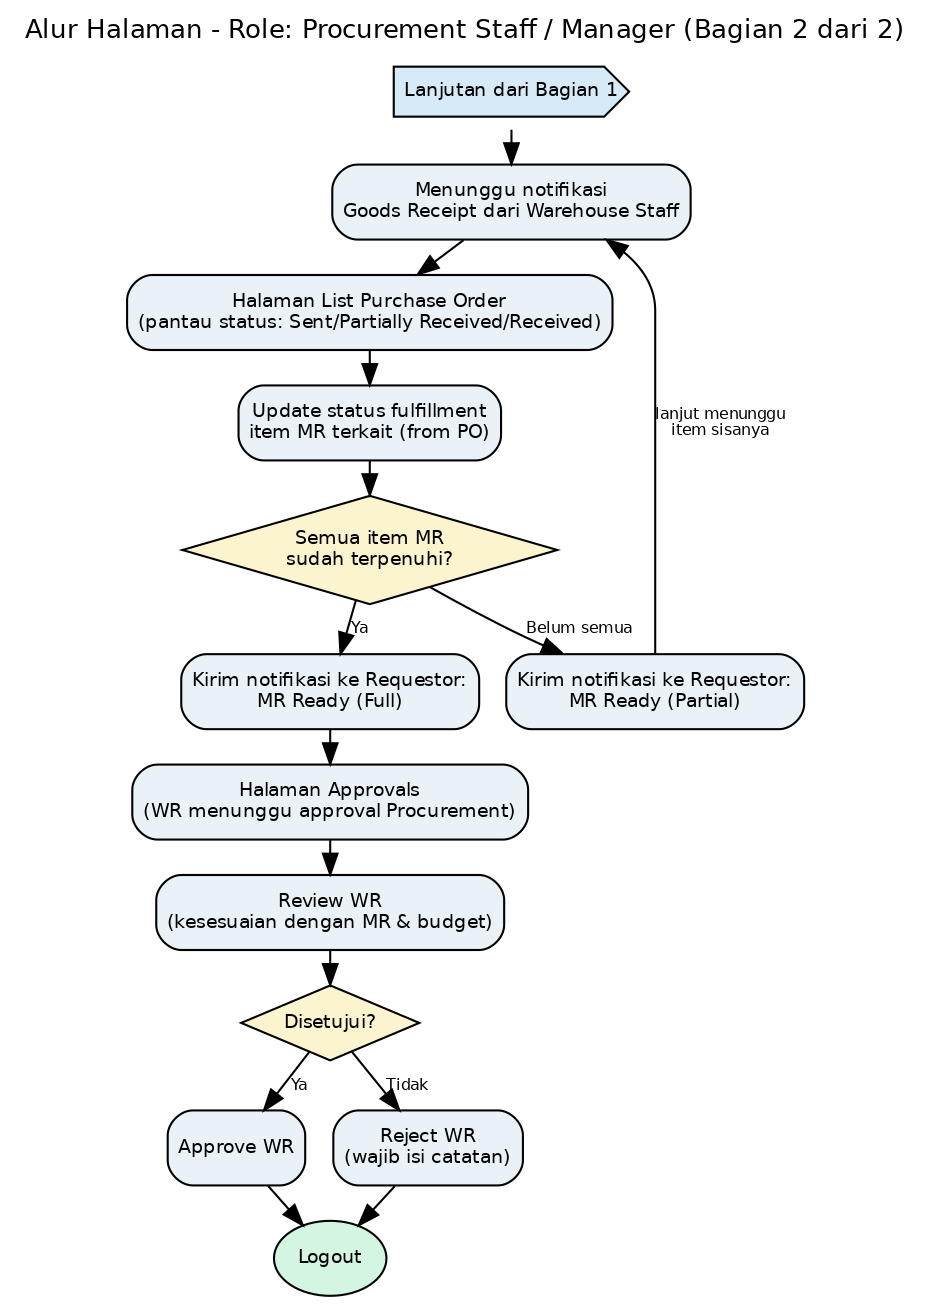 Alur Halaman - Role: Procurement Staff / Manager (Bagian 2 dari 2)
Lanjutan dari Bagian 1
Menunggu notifikasi
Goods Receipt dari Warehouse Staff
Halaman List Purchase Order
(pantau status: Sent/Partially Received/Received)
Update status fulfillment
item MR terkait (from PO)
lanjut menunggu
item sisanya
Semua item MR
sudah terpenuhi?
Ya
Belum semua
Kirim notifikasi ke Requestor:
MR Ready (Full)
Kirim notifikasi ke Requestor:
MR Ready (Partial)
Halaman Approvals
(WR menunggu approval Procurement)
Review WR
(kesesuaian dengan MR & budget)
Disetujui?
Ya
Tidak
Approve WR
Reject WR
(wajib isi catatan)
Logout